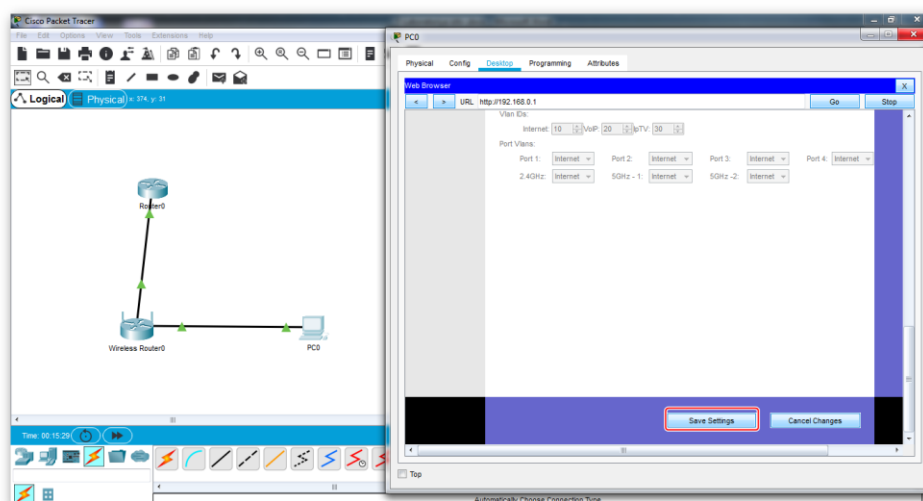 Cisco Packet Tracer
File Edit Options View Tools Extensions Help
Logical
Physical
x: 374, y: 31
Router0
Wireless Router0
PC0
Time: 00:15:29
PC0
Physical Config Desktop Programming Attributes
Web Browser
X
< > URL http://192.168.0.1 Go Stop
Vlan IDs:
Internet: 10 VoIP: 20 IpTV: 30
Port Vlans:
Port 1: Internet Port 2: Internet Port 3: Internet Port 4: Internet
2.4GHz: Internet 5GHz - 1: Internet 5GHz -2: Internet
Save Settings Cancel Changes
Top
Automatically Choose Connection Type